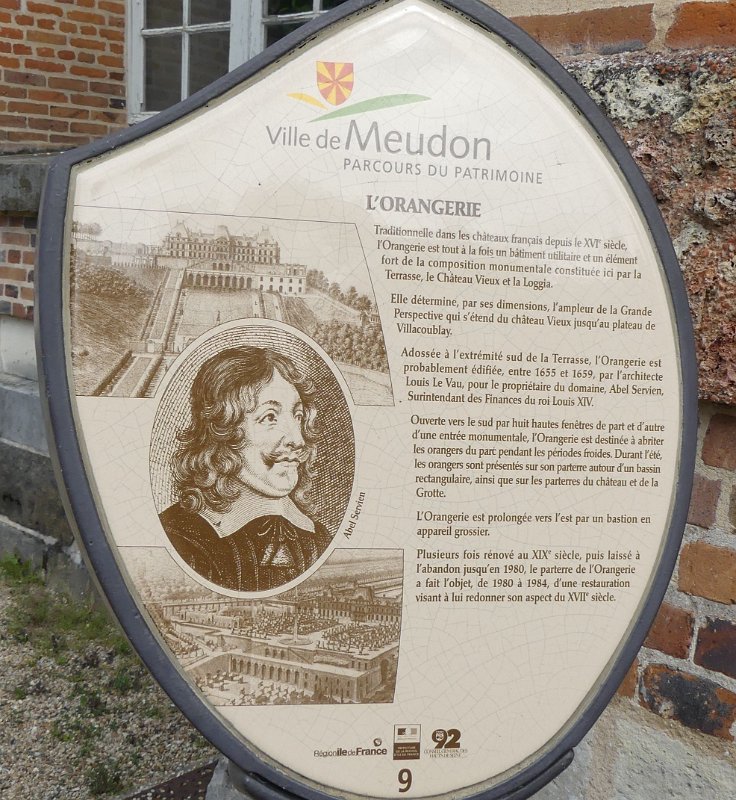 Ville de Meudon
PARCOURS DU PATRIMOINE
L'ORANGERIE
Traditionnelle dans les châteaux français depuis le XVIe siècle,
l'Orangerie est tout à la fois un bâtiment utilitaire et un élément
fort de la composition monumentale constituée ici par la
Terrasse, le Château Vieux et la Loggia.
Elle détermine, par ses dimensions, l'ampleur de la Grande
Perspective qui s'étend du château Vieux jusqu'au plateau de
Villacoublay.
Adossée à l'extrémité sud de la Terrasse, l'Orangerie est
probablement édifiée, entre 1655 et 1659, par l'architecte
Louis Le Vau, pour le propriétaire du domaine, Abel Servien,
Surintendant des Finances du roi Louis XIV.
Ouverte vers le sud par huit hautes fenêtres de part et d'autre
d'une entrée monumentale, l'Orangerie est destinée à abriter
les orangers du parc pendant les périodes froides. Durant l'été,
les orangers sont présentés sur son parterre autour d'un bassin
rectangulaire, ainsi que sur les parterres du château et de la
Grotte.
L'Orangerie est prolongée vers l'est par un bastion en
appareil grossier.
Plusieurs fois rénové au XIXe siècle, puis laissé à
l'abandon jusqu'en 1980, le parterre de l'Orangerie
a fait l'objet, de 1980 à 1984, d'une restauration
visant à lui redonner son aspect du XVIIe siècle.
Abel Servien
Région île de France
92
CONSEIL GENERAL DES
HAUTS-DE-SEINE
9